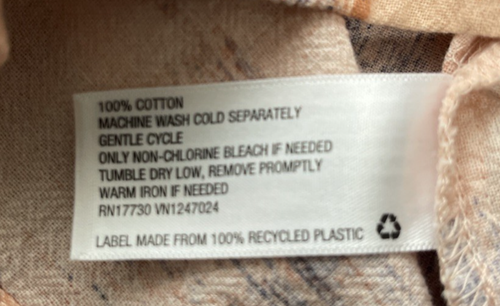 100% COTTON
MACHINE WASH COLD SEPARATELY
GENTLE CYCLE
ONLY NON-CHLORINE BLEACH IF NEEDED
TUMBLE DRY LOW, REMOVE PROMPTLY
WARM IRON IF NEEDED
RN17730 VN1247024
LABEL MADE FROM 100% RECYCLED PLASTIC